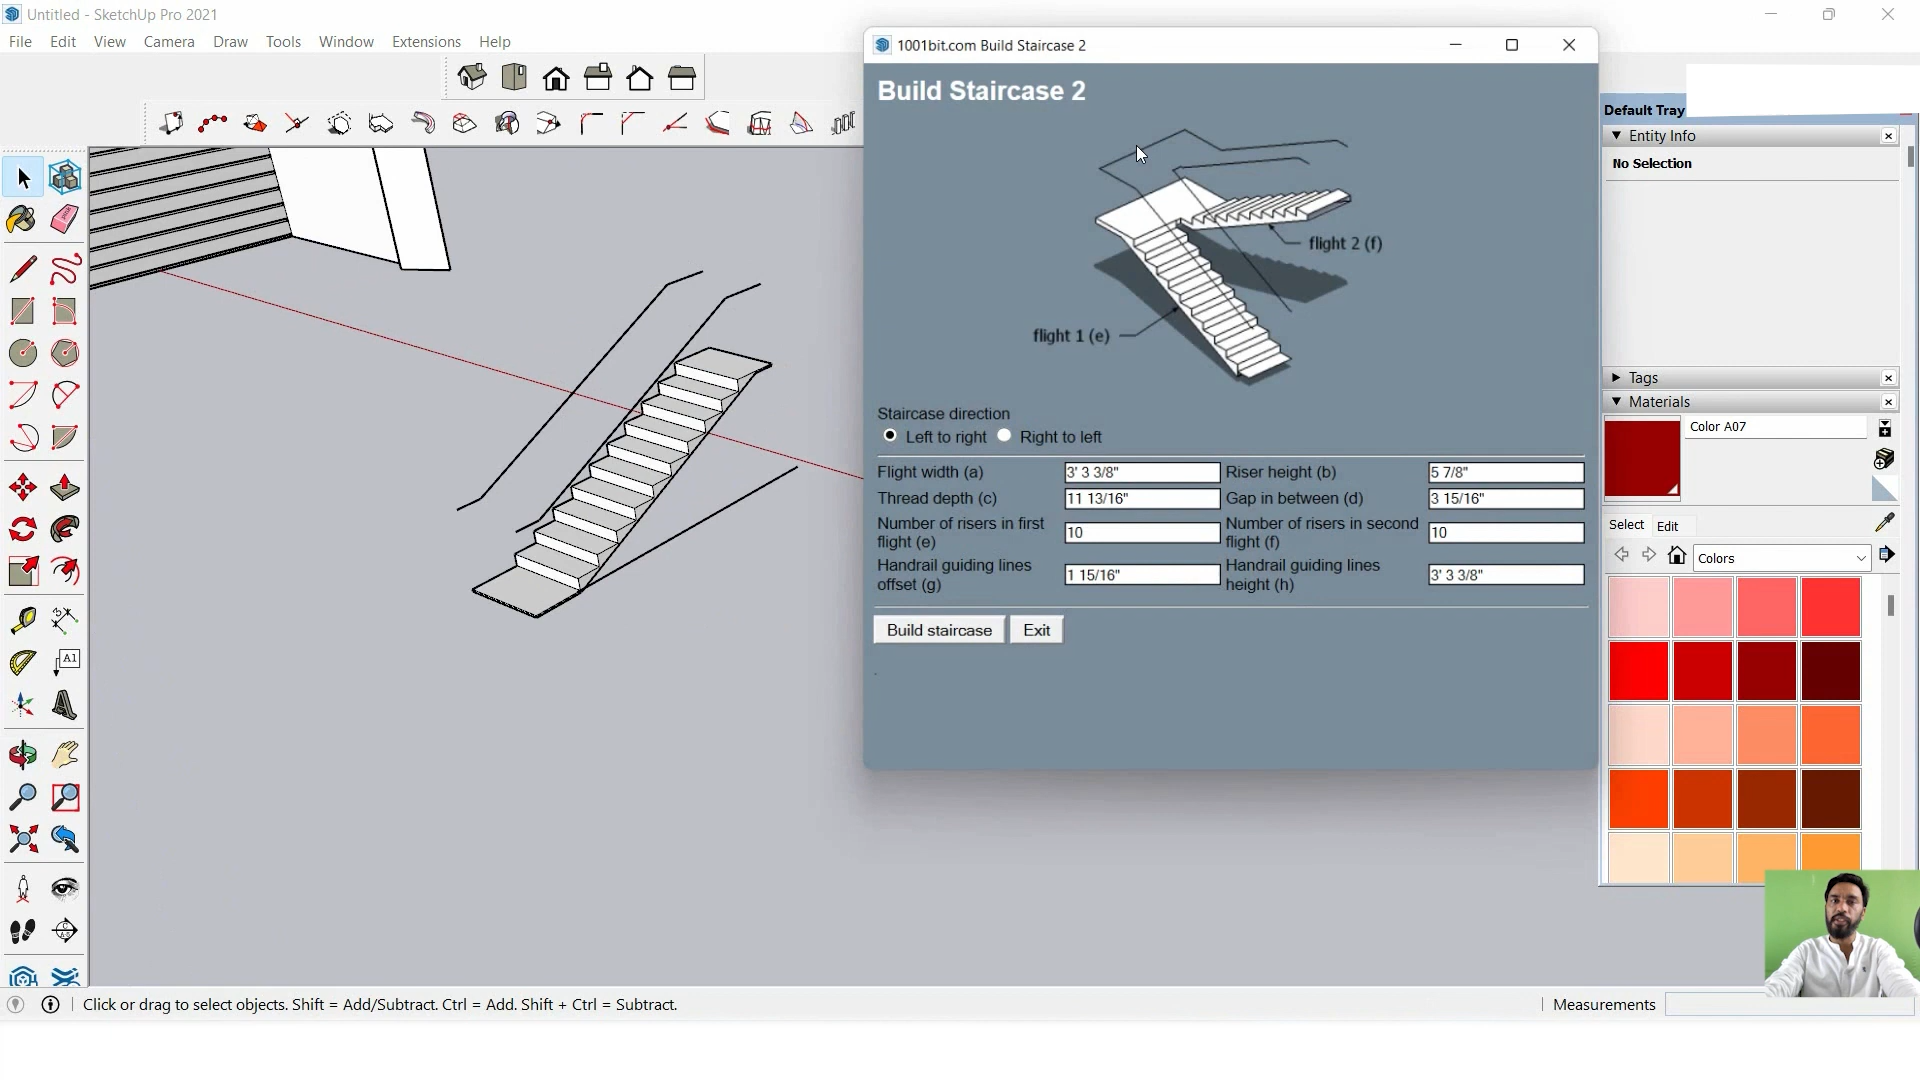 Untitled - SketchUp Pro 2021
File Edit View Camera Draw Tools Window Extensions Help
1001bit.com Build Staircase 2
Build Staircase 2
flight 2 (f)
flight 1 (e)
Staircase direction
Left to right Right to left
Flight width (a) 3' 3 3/8" Riser height (b) 5 7/8"
Thread depth (c) 11 13/16" Gap in between (d) 3 15/16"
Number of risers in first flight (e) 10 Number of risers in second flight (f) 10
Handrail guiding lines offset (g) 1 15/16" Handrail guiding lines height (h) 3' 3 3/8"
Build staircase Exit
Default Tray
Entity Info
No Selection
Tags
Materials
Color A07
Select Edit
Colors
A1
Click or drag to select objects. Shift = Add/Subtract. Ctrl = Add. Shift + Ctrl = Subtract.
Measurements